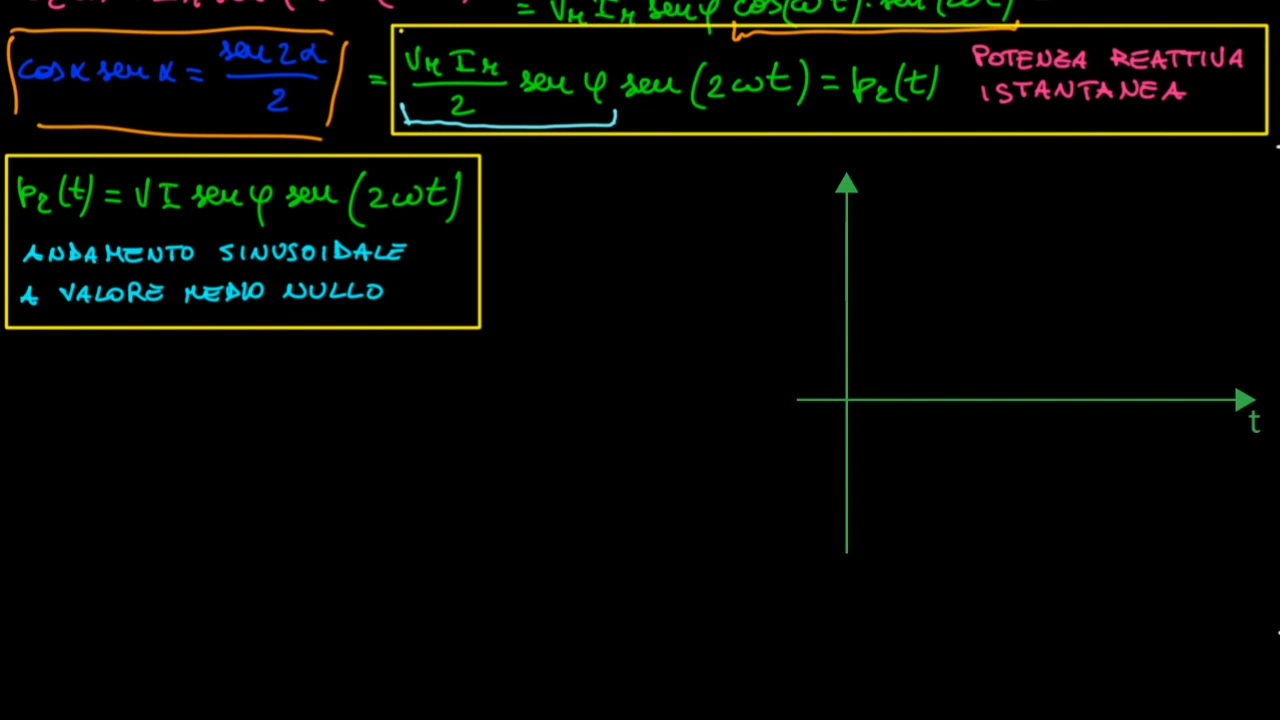 = V_M I_M sen φ cos(ωt) · sen(ωt)
cos α sen α = sen 2α / 2
= V_M I_M / 2 sen φ sen (2ωt) = p_r(t)
POTENZA REATTIVA
ISTANTANEA
p_r(t) = V I sen φ sen (2ωt)
ANDAMENTO SINUSOIDALE
A VALORE MEDIO NULLO
t